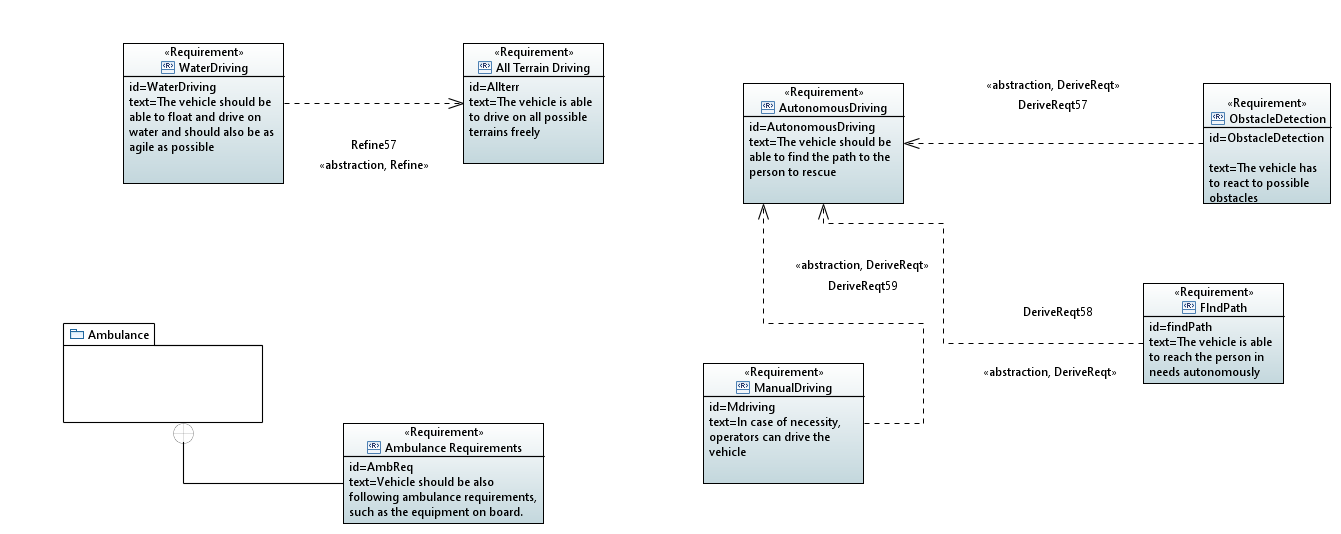 «Requirement»
WaterDriving
id=WaterDriving
text=The vehicle should be
able to float and drive on
water and should also be as
agile as possible
Refine57
«abstraction, Refine»
«Requirement»
All Terrain Driving
id=Allterr
text=The vehicle is able
to drive on all possible
terrains freely
«Requirement»
AutonomousDriving
id=AutonomousDriving
text=The vehicle should be
able to find the path to the
person to rescue
«abstraction, DeriveReqt»
DeriveReqt57
«Requirement»
ObstacleDetection
id=ObstacleDetection
text=The vehicle has
to react to possible
obstacles
«abstraction, DeriveReqt»
DeriveReqt59
DeriveReqt58
«abstraction, DeriveReqt»
«Requirement»
FIndPath
id=findPath
text=The vehicle is able
to reach the person in
needs autonomously
Ambulance
«Requirement»
Ambulance Requirements
id=AmbReq
text=Vehicle should be also
following ambulance requirements,
such as the equipment on board.
«Requirement»
ManualDriving
id=Mdriving
text=In case of necessity,
operators can drive the
vehicle